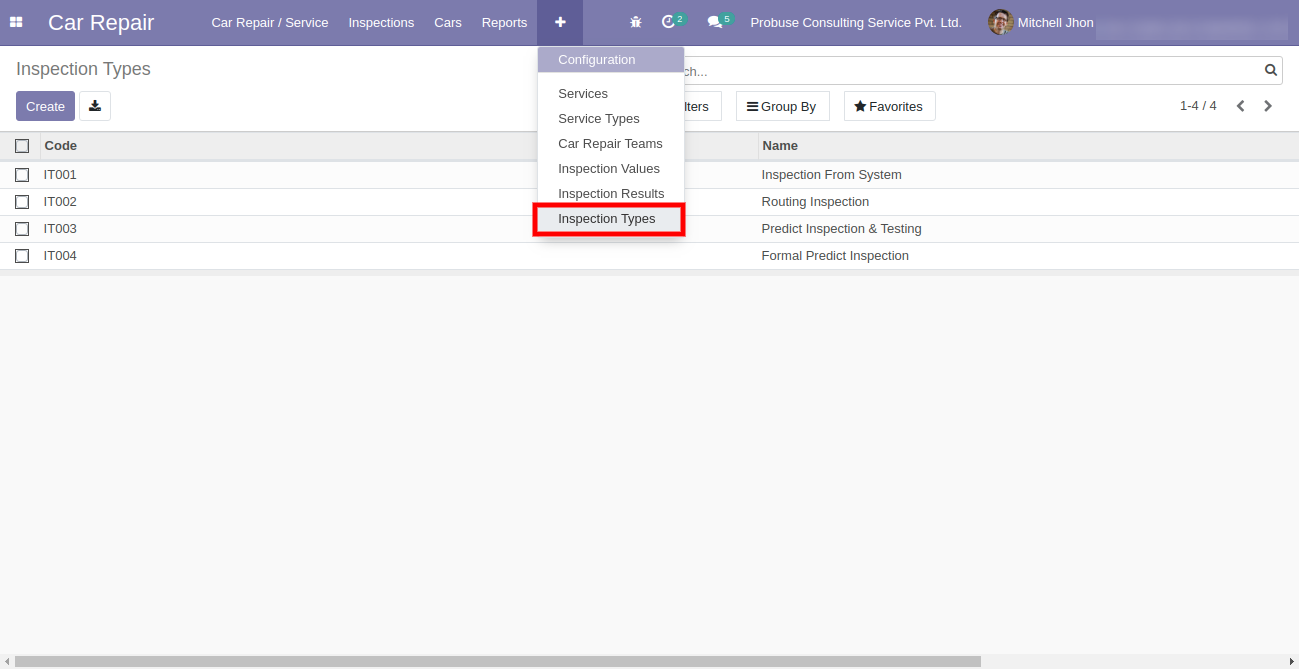 Car Repair Car Repair / Service Inspections Cars Reports 2 5 Probuse Consulting Service Pvt. Ltd. Mitchell Jhon
Inspection Types
Configuration
Services
Service Types
Car Repair Teams
Inspection Values
Inspection Results
Inspection Types
ch...
Create lters Group By Favorites 1-4 / 4
Code Name
IT001 Inspection From System
IT002 Routing Inspection
IT003 Predict Inspection & Testing
IT004 Formal Predict Inspection